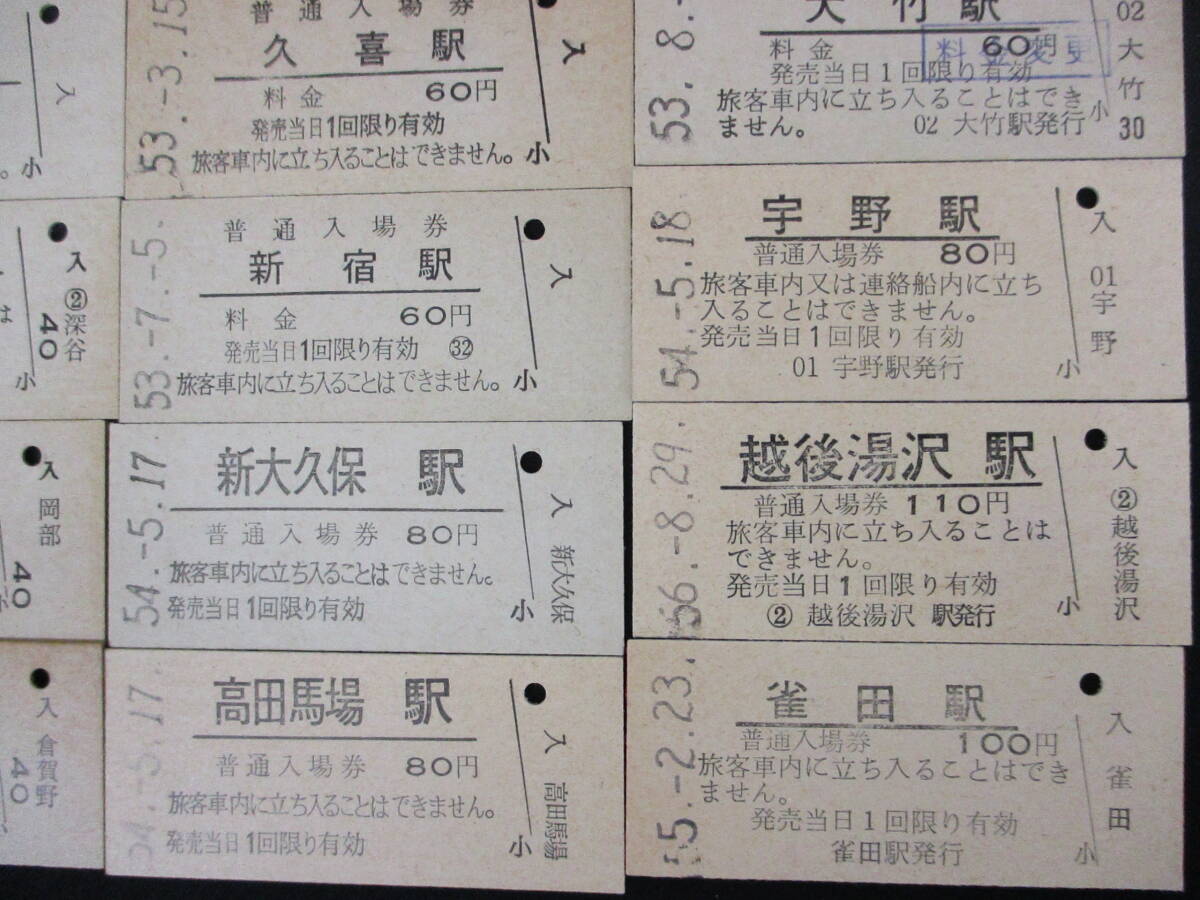 入
小
入
②深谷
40
は
小
入
岡部
40
小
入
倉賀野
40
53.-3.15
普通入場券
久喜駅
料金 60円
発売当日1回限り有効
旅客車内に立ち入ることはできません。
入
小
53.-7.-5.
普通入場券
新宿駅
料金 60円
発売当日1回限り有効 ㉜
旅客車内に立ち入ることはできません。
入
小
54.-5.17.
新大久保 駅
普通入場券 80円
旅客車内に立ち入ることはできません。
発売当日1回限り有効
入
新大久保
小
54.-5.17.
高田馬場 駅
普通入場券 80円
旅客車内に立ち入ることはできません。
発売当日1回限り有効
入
高田馬場
小
53.8.-
大竹駅
料金 60円
料金変更
発売当日1回限り有効
旅客車内に立ち入ることはでき
ません。
02 大竹駅発行
小
02
大竹
30
54.-5.18.
宇野駅
普通入場券 80円
旅客車内又は連絡船内に立ち
入ることはできません。
発売当日1回限り有効
01 宇野駅発行
入
01
宇野
小
56.-8.29.
越後湯沢 駅
普通入場券 110円
旅客車内に立ち入ることは
できません。
発売当日1回限り有効
② 越後湯沢 駅発行
入
②越後湯沢
小
55.-2.23.
雀田駅
普通入場券 100円
旅客車内に立ち入ることはでき
ません。
発売当日1回限り有効
雀田駅発行
入
雀田
小